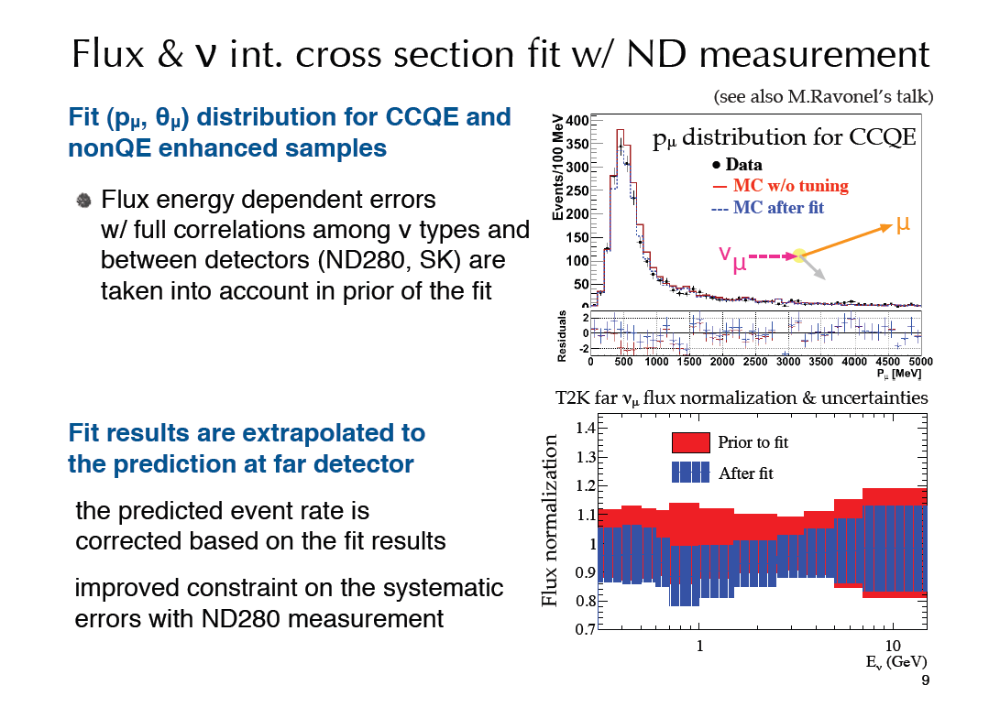 Flux & ν int. cross section fit w/ ND measurement
(see also M.Ravonel's talk)
Fit (pμ, θμ) distribution for CCQE and
nonQE enhanced samples
Flux energy dependent errors
w/ full correlations among ν types and
between detectors (ND280, SK) are
taken into account in prior of the fit
Fit results are extrapolated to
the prediction at far detector
the predicted event rate is
corrected based on the fit results
improved constraint on the systematic
errors with ND280 measurement
pμ distribution for CCQE
Data
MC w/o tuning
MC after fit
νμ
μ
Events/100 MeV
400
350
300
250
200
150
100
50
0
Residuals
2
0
-2
0 500 1000 1500 2000 2500 3000 3500 4000 4500 5000
Pμ [MeV]
T2K far νμ flux normalization & uncertainties
Prior to fit
After fit
Flux normalization
1.4
1.3
1.2
1.1
1
0.9
0.8
0.7
1 10
Eν (GeV)
9